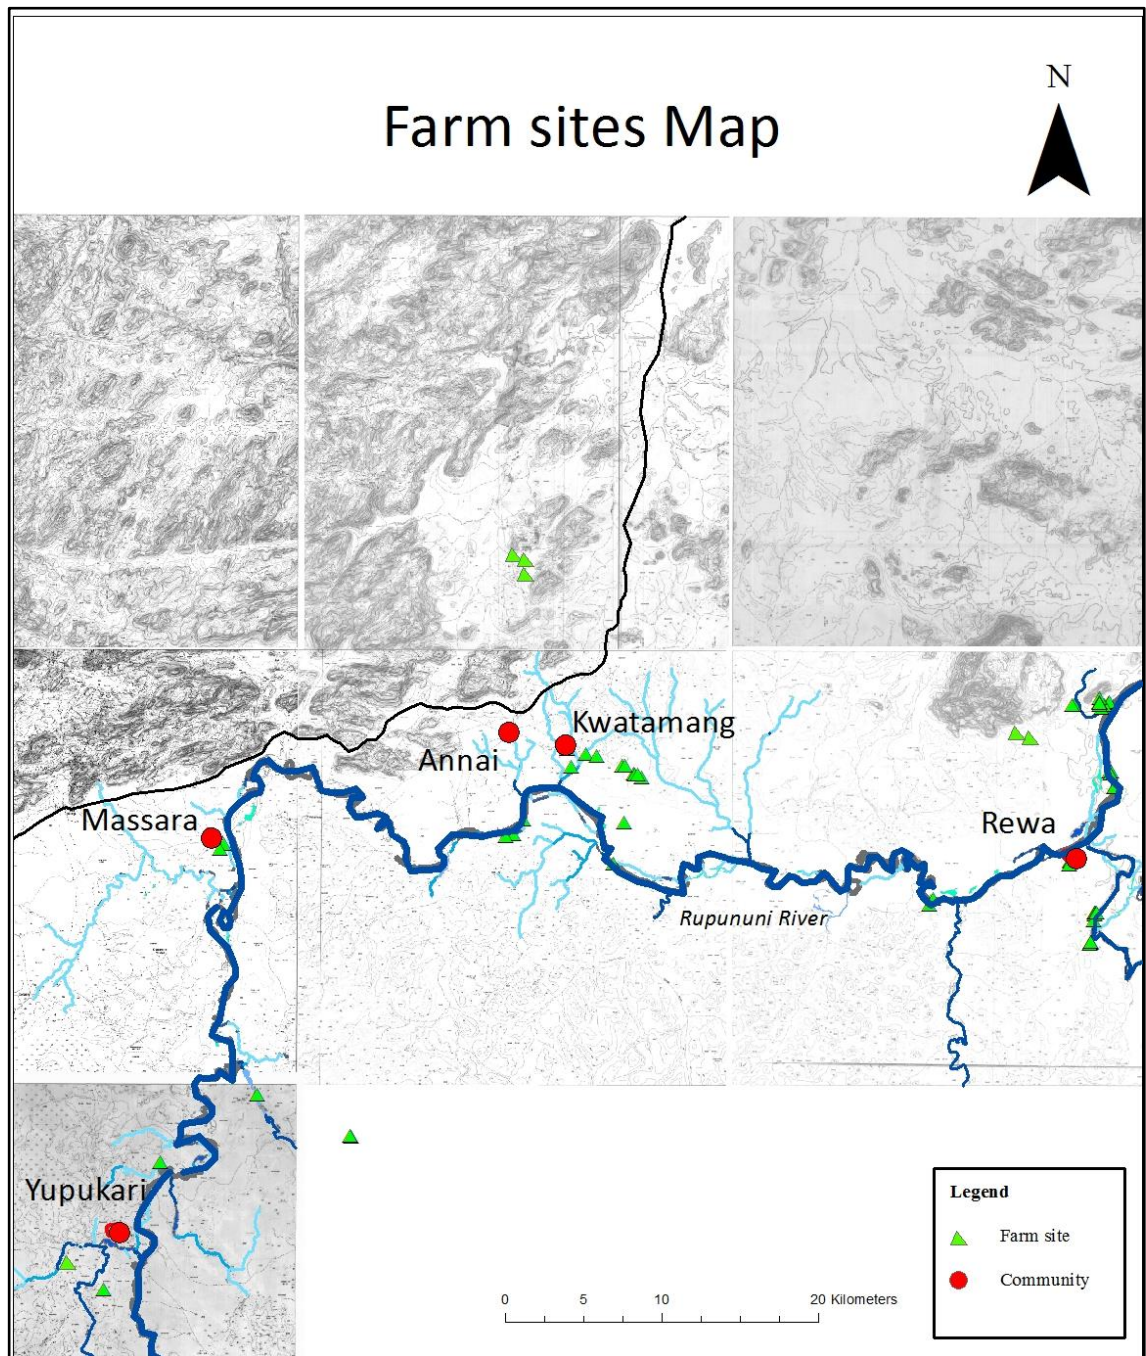 N
Farm sites Map
Kwatamang
Annai
Massara
Rewa
Rupununi River
Yupukari
Legend
Farm site
Community
0 5 10 20 Kilometers